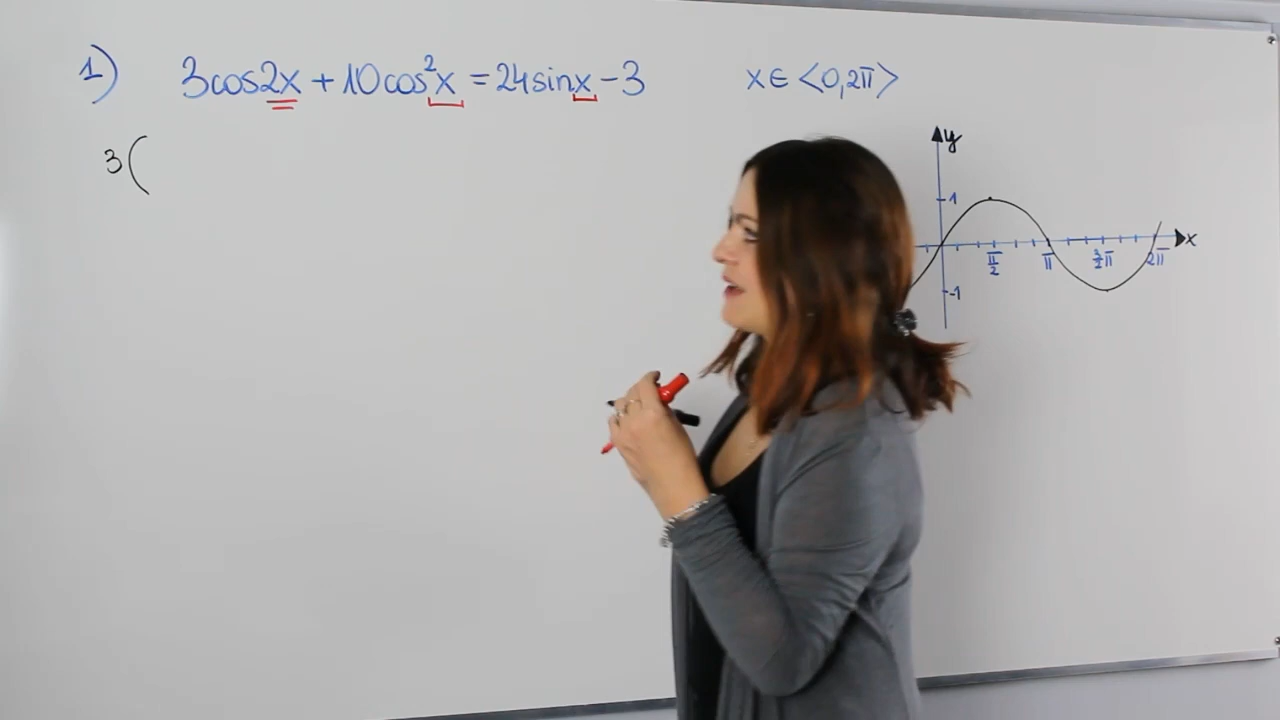 1) 3cos2x + 10cos²x = 24sinx - 3 x ∈ <0,2π>
3(
y
1
-1
π/2 π 3/2π 2π x